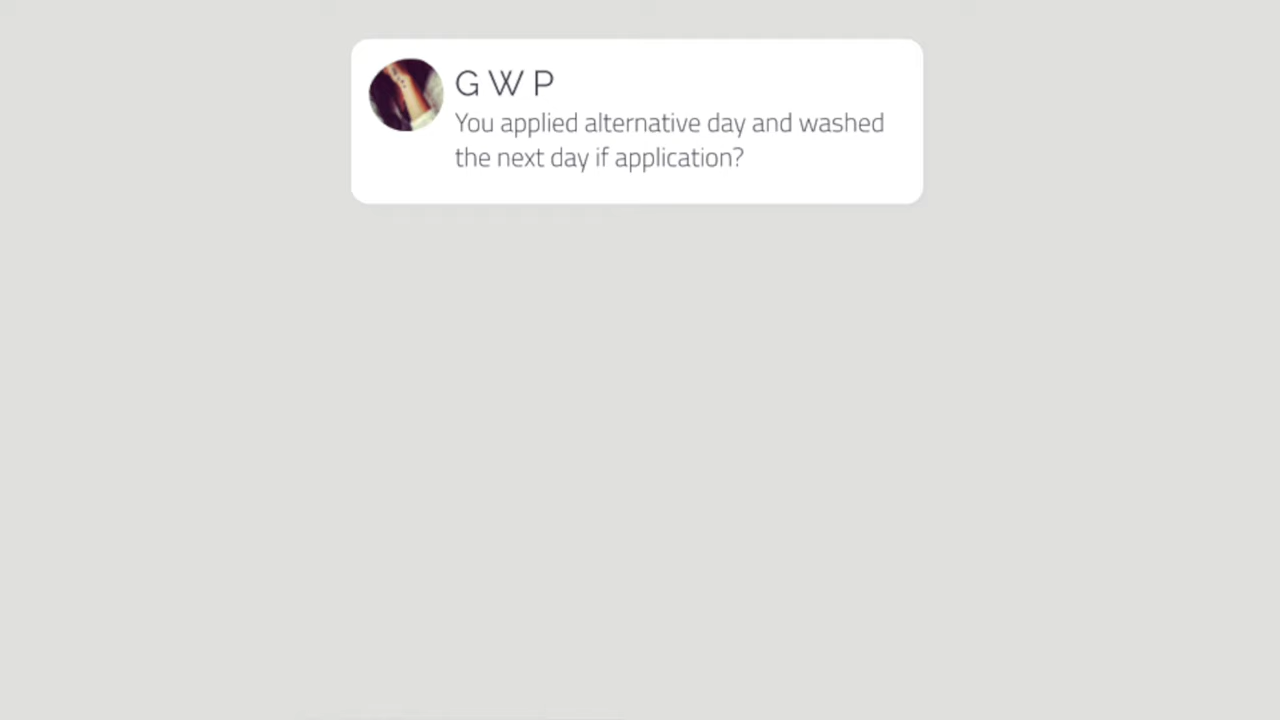 G W P
You applied alternative day and washed
the next day if application?